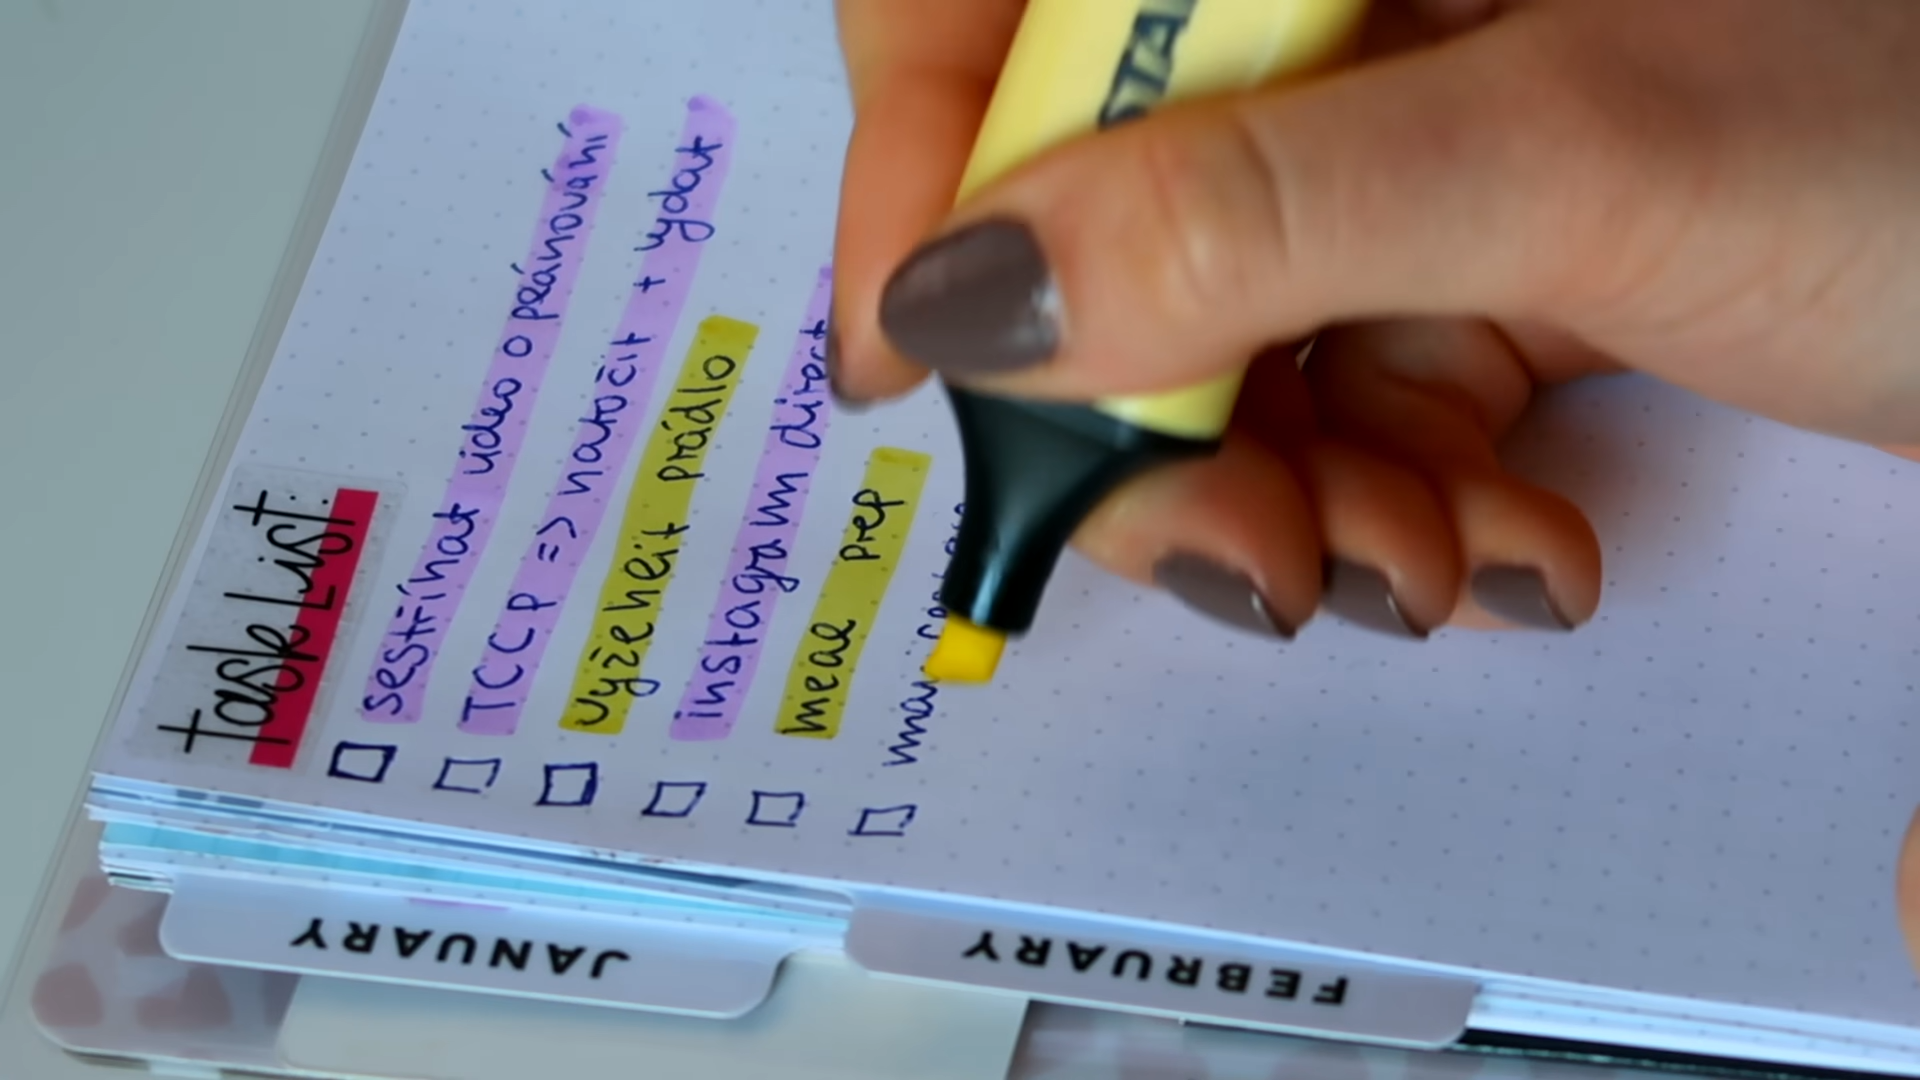 Task List:
sestříhat video o plánování
TCCP => natočit + vydat
vyžehlit prádlo
instagram direct
meal prep
JANUARY
FEBRUARY